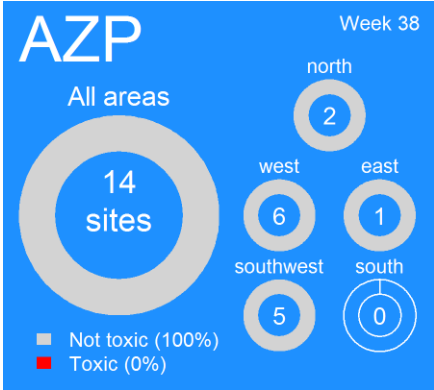 AZP
Week 38
All areas
14
sites
north
2
west
6
east
1
southwest
5
south
0
Not toxic (100%)
Toxic (0%)